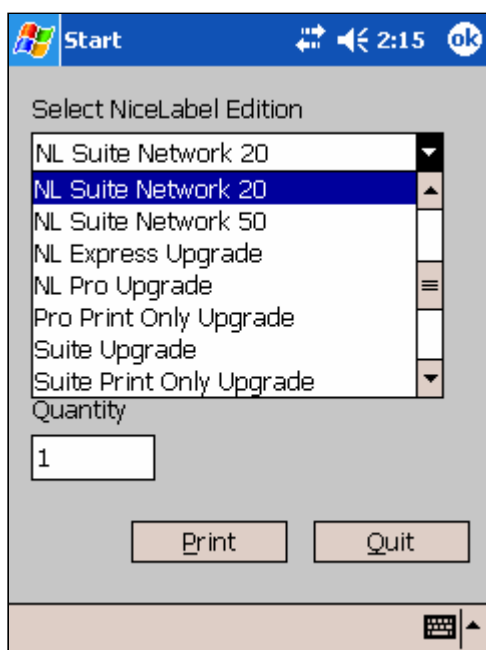 Start 2:15 ok
Select NiceLabel Edition
NL Suite Network 20
NL Suite Network 20
NL Suite Network 50
NL Express Upgrade
NL Pro Upgrade
Pro Print Only Upgrade
Suite Upgrade
Suite Print Only Upgrade
Quantity
1
Print Quit